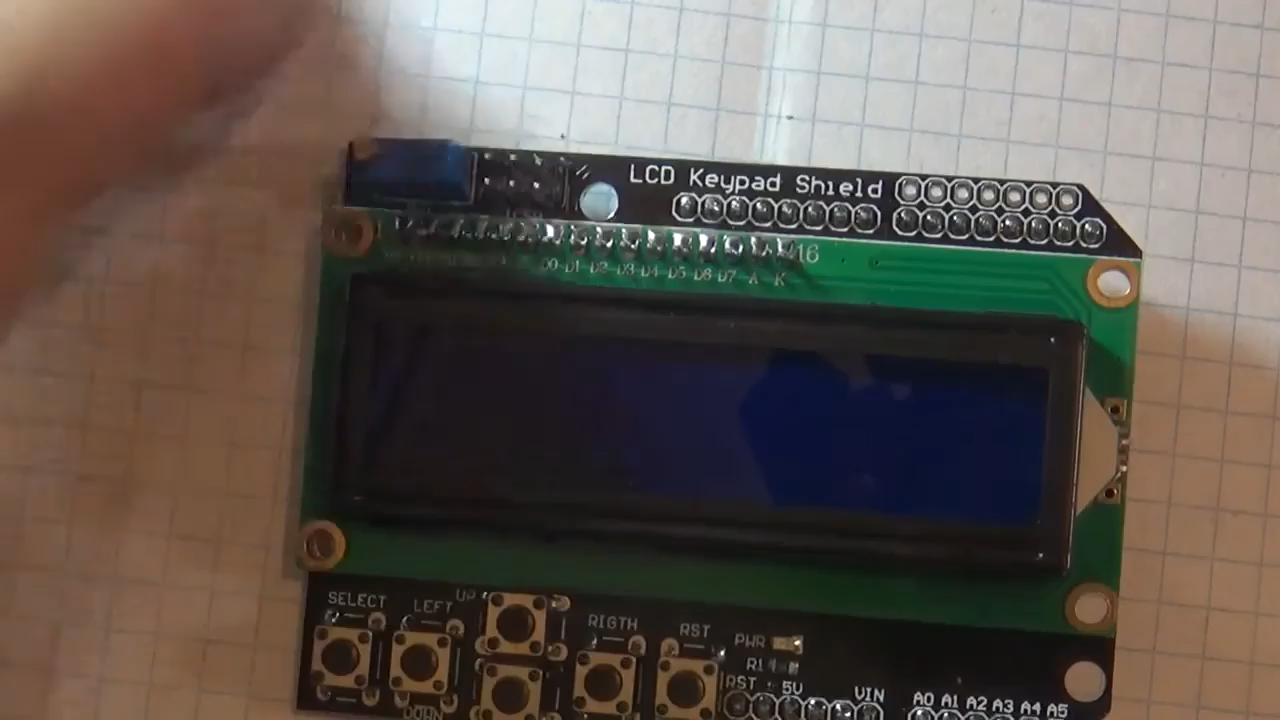 LCD Keypad Shield
16
D0 D1 D2 D3 D4 D5 D6 D7 A K
SELECT
LEFT
UP
RIGTH
RST
PWR
R1
RST
5V
VIN
A0 A1 A2 A3 A4 A5
DOWN